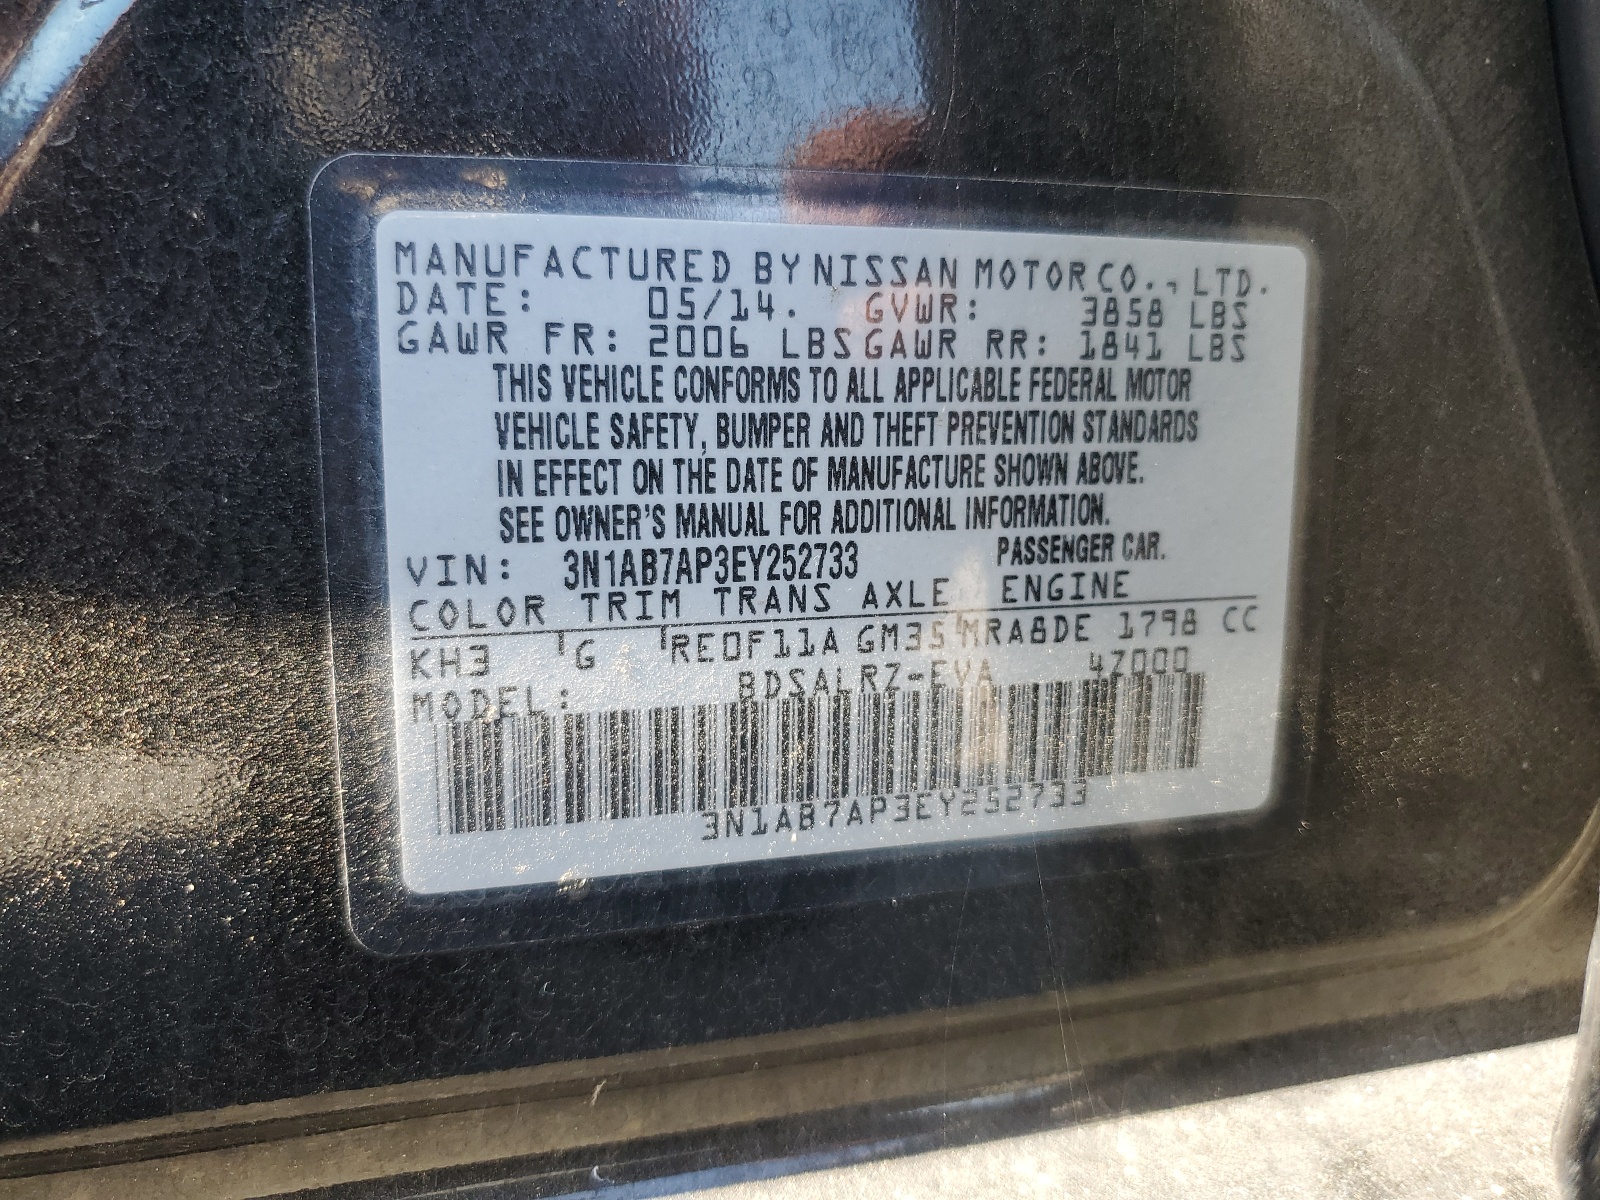 MANUFACTURED BY NISSAN MOTOR CO., LTD.
DATE: 05/14. GVWR: 3858 LBS
GAWR FR: 2006 LBS GAWR RR: 1841 LBS
THIS VEHICLE CONFORMS TO ALL APPLICABLE FEDERAL MOTOR
VEHICLE SAFETY, BUMPER AND THEFT PREVENTION STANDARDS
IN EFFECT ON THE DATE OF MANUFACTURE SHOWN ABOVE.
SEE OWNER'S MANUAL FOR ADDITIONAL INFORMATION.
VIN: 3N1AB7AP3EY252733 PASSENGER CAR.
COLOR TRIM TRANS AXLE ENGINE
KH3 G RE0F11A GM35 MRA8DE 1798 CC
MODEL: BDSALRZ-EVA 4Z000
3N1AB7AP3EY252733